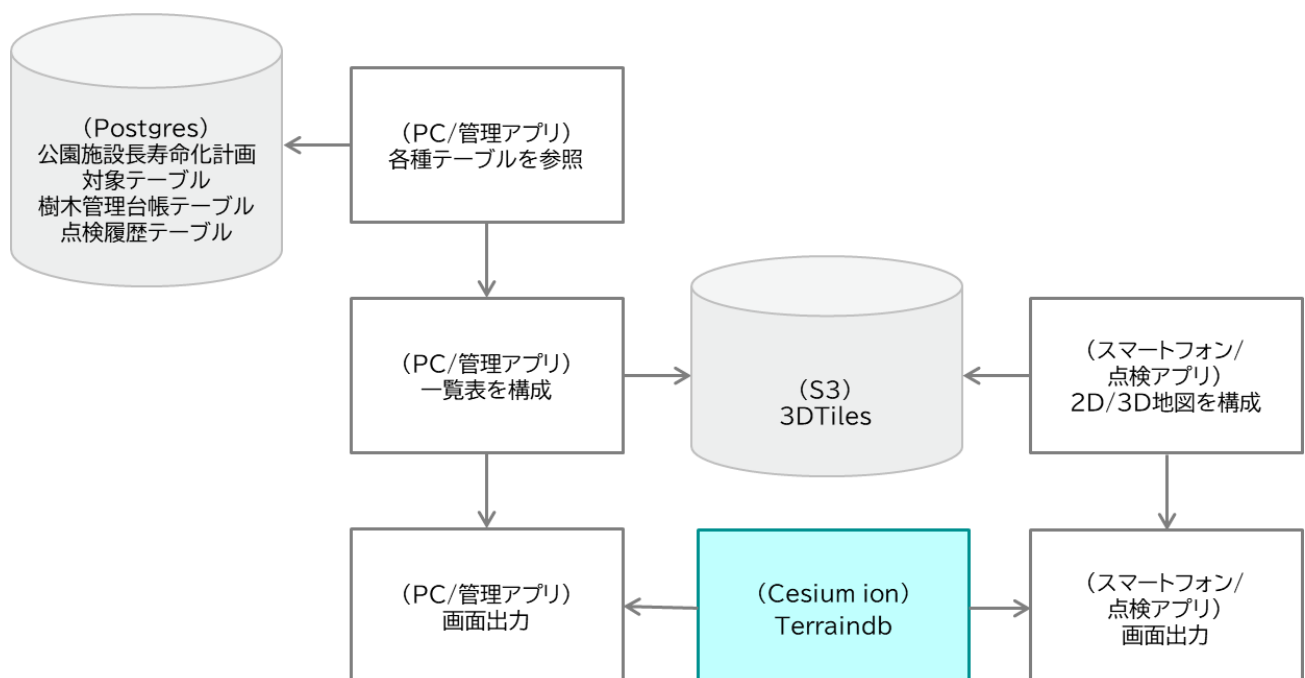 （Postgres）
公園施設長寿命化計画
対象テーブル
樹木管理台帳テーブル
点検履歴テーブル
（PC/管理アプリ）
各種テーブルを参照
（PC/管理アプリ）
一覧表を構成
（S3）
3DTiles
（スマートフォン/
点検アプリ）
2D/3D地図を構成
（PC/管理アプリ）
画面出力
（Cesium ion）
Terraindb
（スマートフォン/
点検アプリ）
画面出力